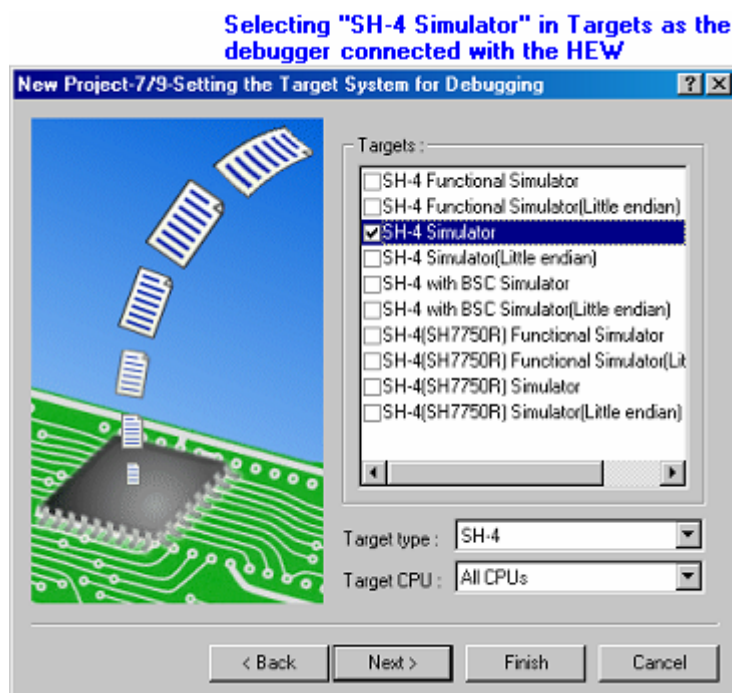 Selecting "SH-4 Simulator" in Targets as the
debugger connected with the HEW
New Project-7/9-Setting the Target System for Debugging
Targets :
SH-4 Functional Simulator
SH-4 Functional Simulator(Little endian)
SH-4 Simulator
SH-4 Simulator(Little endian)
SH-4 with BSC Simulator
SH-4 with BSC Simulator(Little endian)
SH-4(SH7750R) Functional Simulator
SH-4(SH7750R) Functional Simulator(Lit
SH-4(SH7750R) Simulator
SH-4(SH7750R) Simulator(Little endian)
Target type : SH-4
Target CPU : All CPUs
< Back Next > Finish Cancel